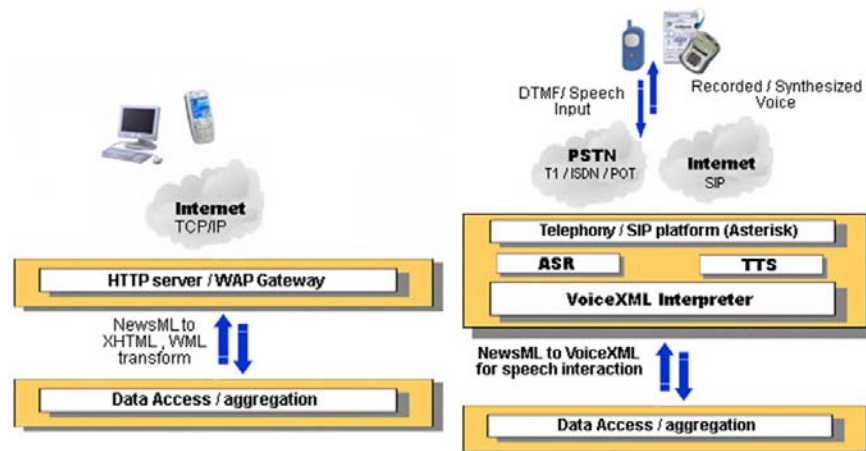 Internet
TCP/IP
HTTP server / WAP Gateway
NewsML to
XHTML , WML
transform
Data Access / aggregation
DTMF / Speech
Input
Recorded / Synthesized
Voice
PSTN
T1 / ISDN / POT
Internet
SIP
Telephony / SIP platform (Asterisk)
ASR
TTS
VoiceXML Interpreter
NewsML to VoiceXML
for speech interaction
Data Access / aggregation